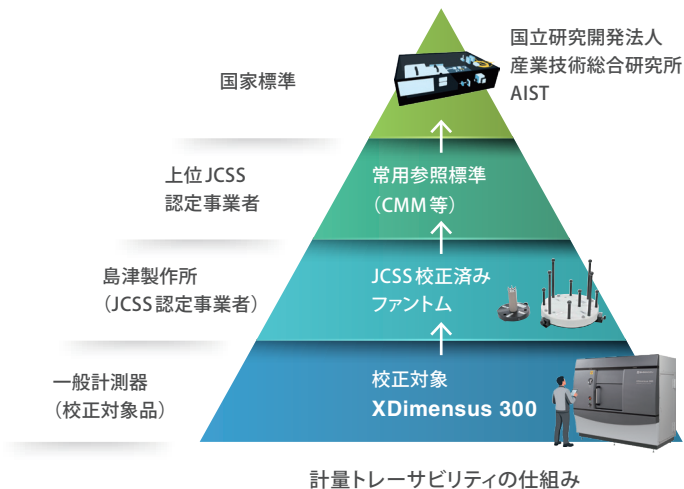 国家標準
国立研究開発法人
産業技術総合研究所
AIST
上位JCSS
認定事業者
常用参照標準
（CMM等）
島津製作所
（JCSS認定事業者）
JCSS校正済み
ファントム
一般計測器
（校正対象品）
校正対象
XDimensus 300
計量トレーサビリティの仕組み